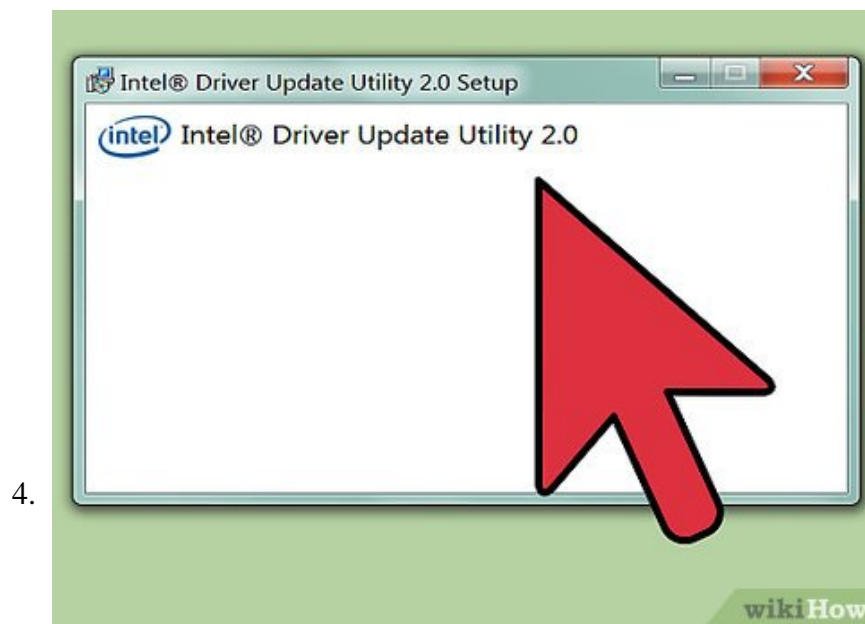 Intel® Driver Update Utility 2.0 Setup
intel Intel® Driver Update Utility 2.0
4.
wikiHow